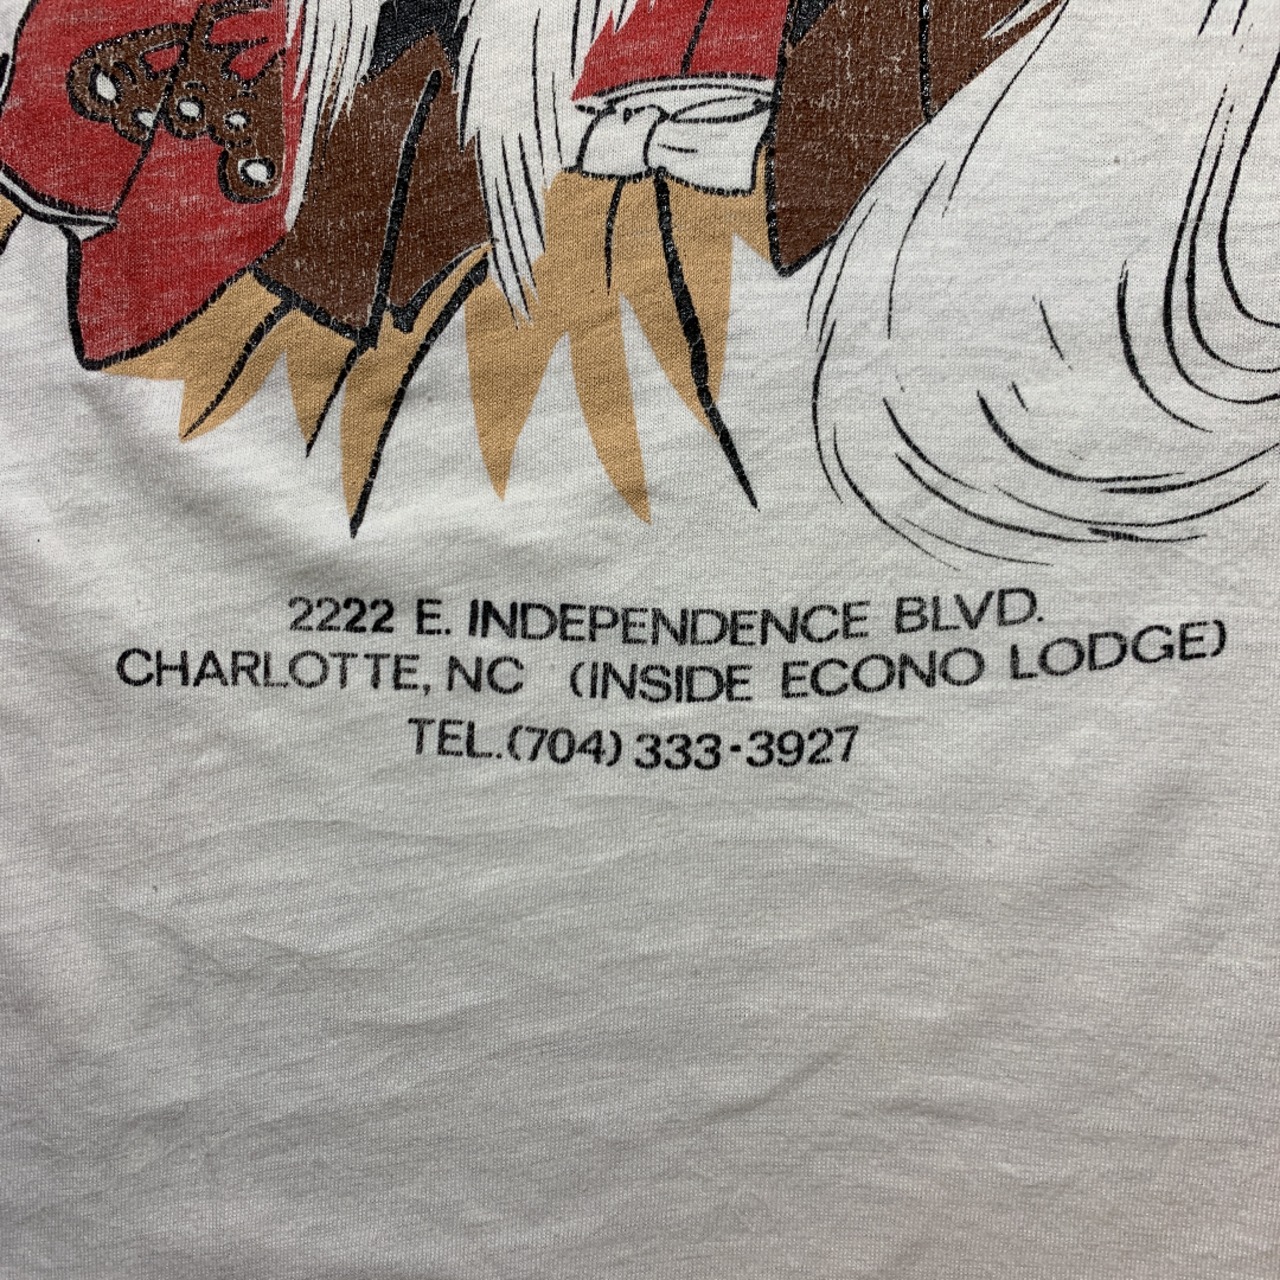 2222 E. INDEPENDENCE BLVD.
CHARLOTTE, NC (INSIDE ECONO LODGE)
TEL.(704) 333-3927